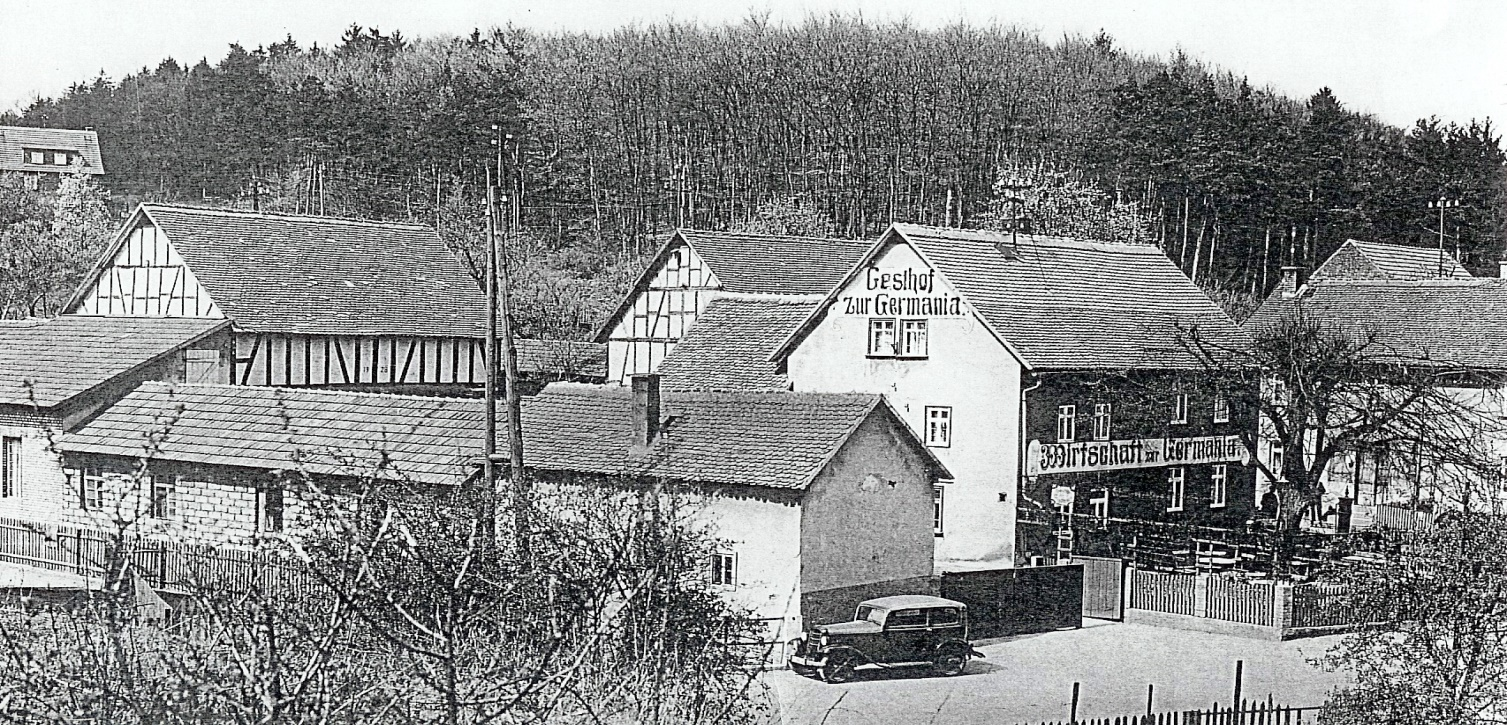 Gasthof
zur Germania.
Wirtschaft zur Germania.